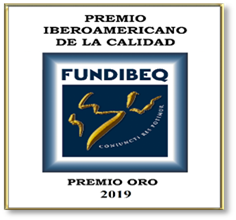 PREMIO
IBEROAMERICANO
DE LA CALIDAD
FUNDIBEQ
PREMIO ORO
2019